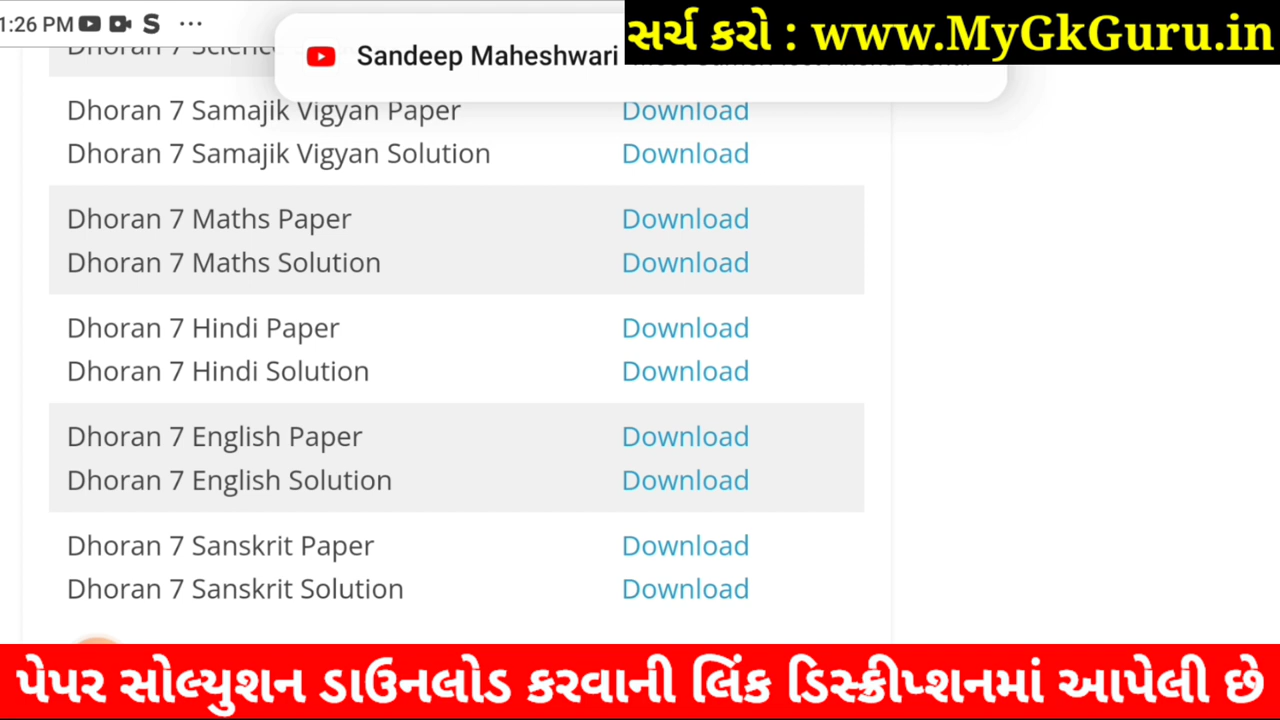 1:26 PM S ...
Sandeep Maheshwari
સર્ચ કરો : www.MyGkGuru.in
Dhoran 7 Science
Dhoran 7 Samajik Vigyan Paper Download
Dhoran 7 Samajik Vigyan Solution Download
Dhoran 7 Maths Paper Download
Dhoran 7 Maths Solution Download
Dhoran 7 Hindi Paper Download
Dhoran 7 Hindi Solution Download
Dhoran 7 English Paper Download
Dhoran 7 English Solution Download
Dhoran 7 Sanskrit Paper Download
Dhoran 7 Sanskrit Solution Download
પેપર સોલ્યુશન ડાઉનલોડ કરવાની લિંક ડિસ્ક્રીપ્શનમાં આપેલી છે